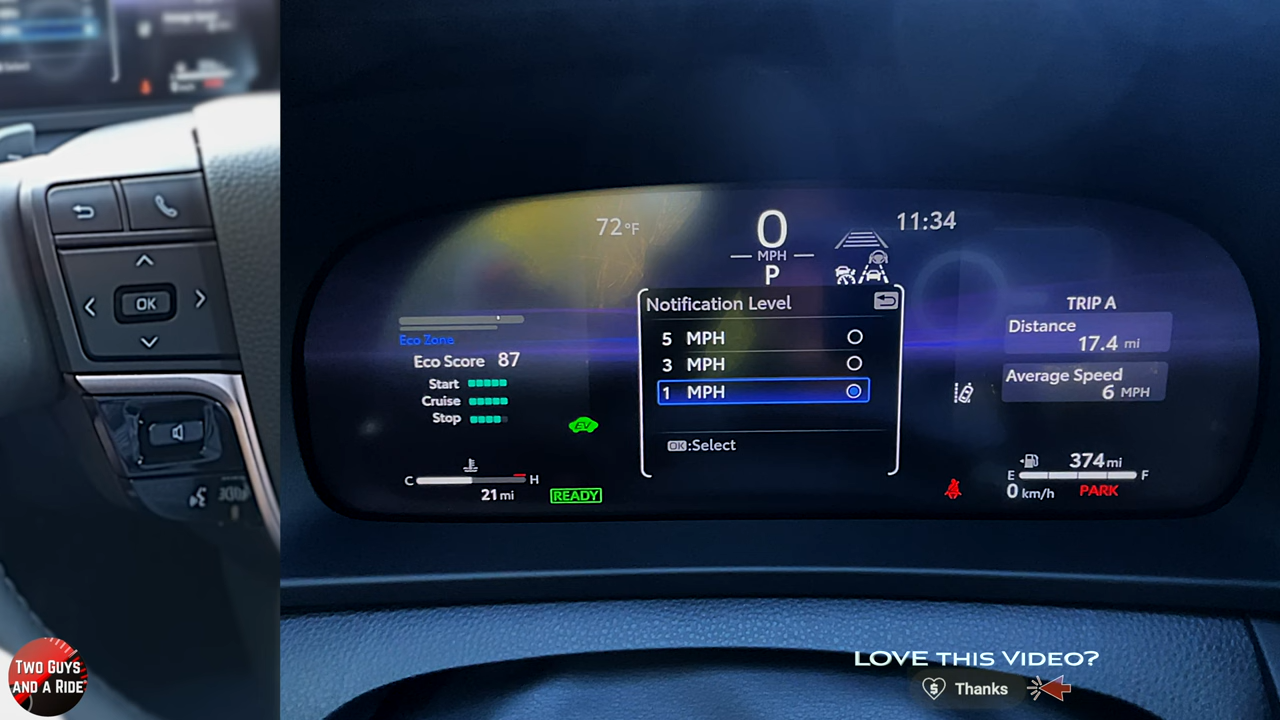 OK
TWO GUYS
AND A RIDE
72°F
0
MPH
P
11:34
Eco Zone
Eco Score 87
Start
Cruise
Stop
EV
C
H
21 mi
READY
Notification Level
5 MPH
3 MPH
1 MPH
OK:Select
TRIP A
Distance
17.4 mi
Average Speed
6 MPH
374 mi
E
F
0 km/h
PARK
LOVE THIS VIDEO?
Thanks